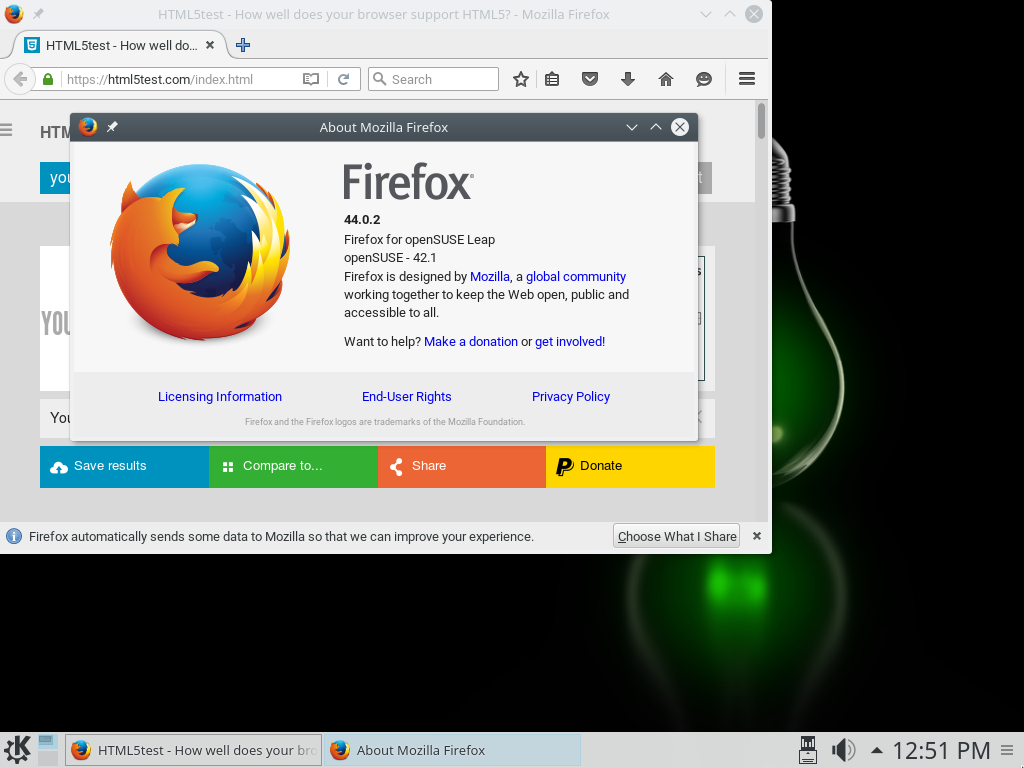 HTML5test - How well does your browser support HTML5? - Mozilla Firefox
HTML5test - How well do...
https://html5test.com/index.html
Search
About Mozilla Firefox
Firefox
44.0.2
Firefox for openSUSE Leap
openSUSE - 42.1
Firefox is designed by Mozilla, a global community
working together to keep the Web open, public and
accessible to all.
Want to help? Make a donation or get involved!
Licensing Information
End-User Rights
Privacy Policy
Firefox and the Firefox logos are trademarks of the Mozilla Foundation.
Save results
Compare to...
Share
Donate
Firefox automatically sends some data to Mozilla so that we can improve your experience.
Choose What I Share
HTML5test - How well does your bro
About Mozilla Firefox
12:51 PM